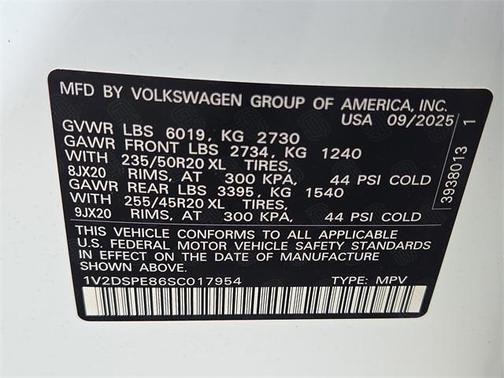 MFD BY VOLKSWAGEN GROUP OF AMERICA, INC.
USA 09/2025
GVWR LBS 6019, KG 2730
GAWR FRONT LBS 2734, KG 1240
WITH 235/50R20 XL TIRES,
8JX20 RIMS, AT 300 KPA/ 44 PSI COLD
GAWR REAR LBS 3395, KG 1540
WITH 255/45R20 XL TIRES,
9JX20 RIMS, AT 300 KPA/ 44 PSI COLD
THIS VEHICLE CONFORMS TO ALL APPLICABLE
U.S. FEDERAL MOTOR VEHICLE SAFETY STANDARDS
IN EFFECT ON THE DATE OF MANUFACTURE
SHOWN ABOVE.
1V2DSPE86SC017954 TYPE: MPV
3938013 1